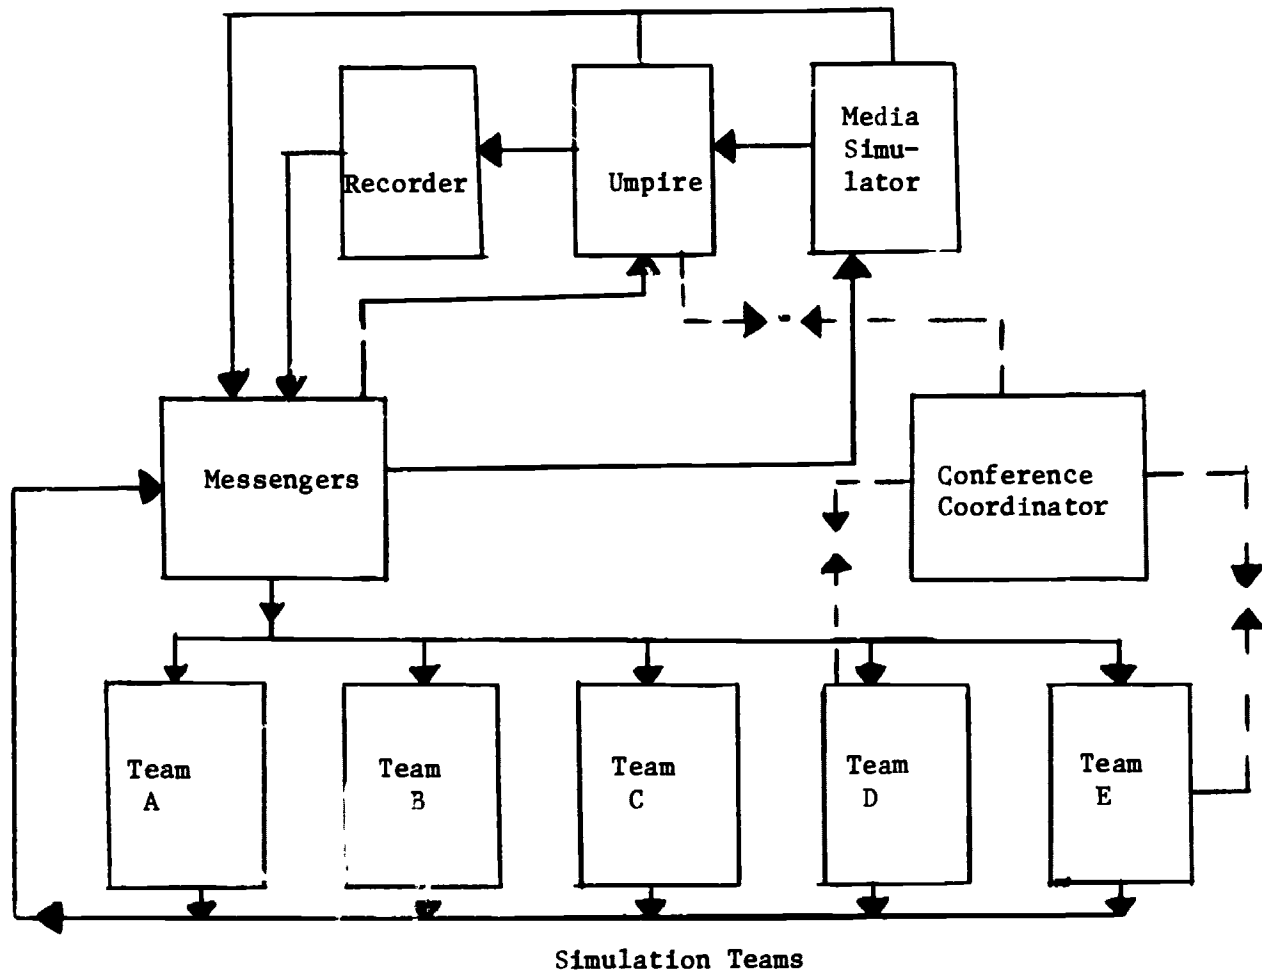 Media
Simu-
lator
Recorder
Umpire
Messengers
Conference
Coordinator
Team
A
Team
B
Team
C
Team
D
Team
E
Simulation Teams